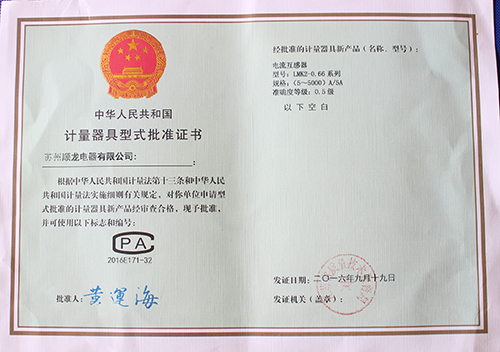 中华人民共和国
计量器具型式批准证书
苏州顺龙电器有限公司：
根据中华人民共和国计量法第十三条和中华人民
共和国计量法实施细则有关规定，对你单位申请型
式批准的计量器具新产品经审查合格，现予批准，
并可使用以下标志和编号：
CPA
2016E171-32
批准人：黄运海
经批准的计量器具新产品（名称、型号）：
电流互感器
型号：LMK2-0.66系列
规格：（5～5000）A/5A
准确度等级：0.5级
以下空白
发证日期：二〇一六年九月十九日
发证机关（盖章）：